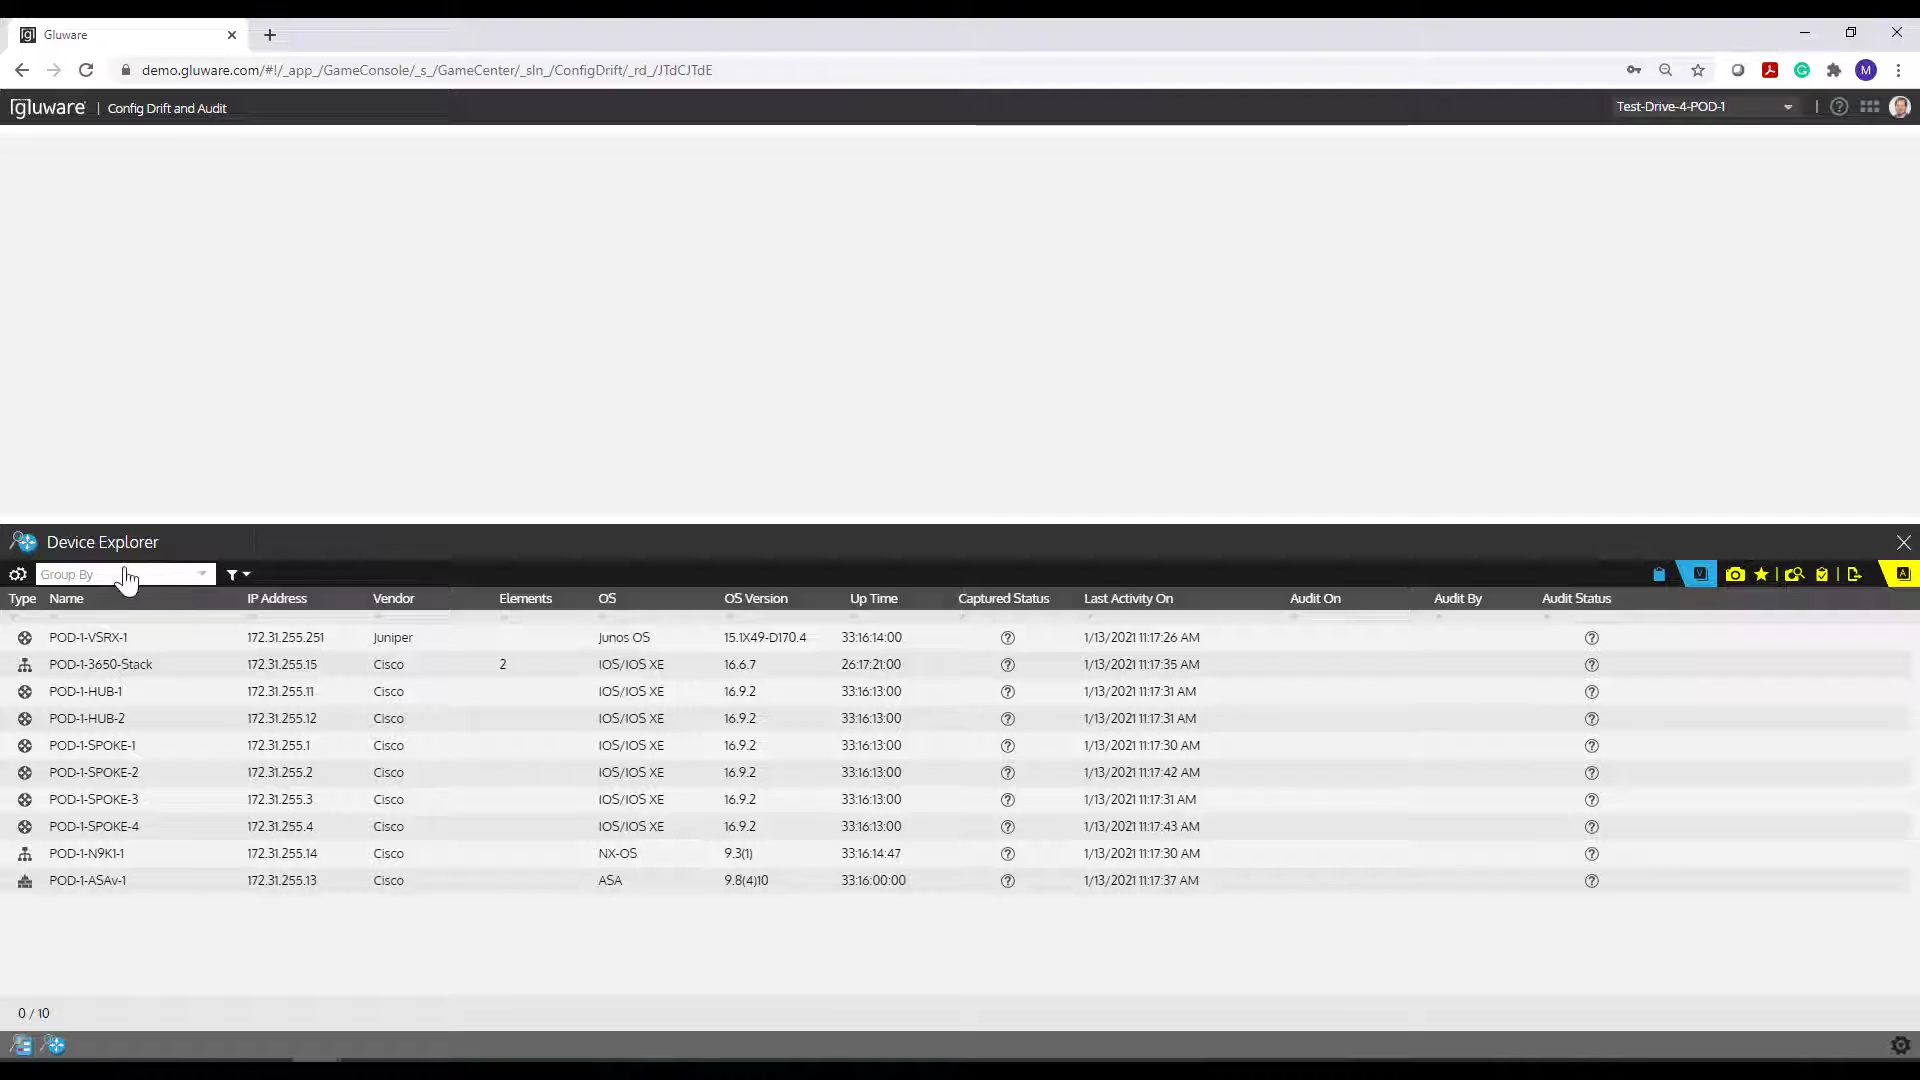 Gluware
demo.gluware.com/#!/_app_/GameConsole/_s_/GameCenter/_sln_/ConfigDrift/_rd_/JTdCJTdE
M
[gluware | Config Drift and Audit
Test-Drive-4-POD-1
Device Explorer
Group By
V
A
Type Name IP Address Vendor Elements OS OS Version Up Time Captured Status Last Activity On Audit On Audit By Audit Status
POD-1-VSRX-1 172.31.255.251 Juniper Junos OS 15.1X49-D170.4 33:16:14:00 1/13/2021 11:17:26 AM
POD-1-3650-Stack 172.31.255.15 Cisco 2 IOS/IOS XE 16.6.7 26:17:21:00 1/13/2021 11:17:35 AM
POD-1-HUB-1 172.31.255.11 Cisco IOS/IOS XE 16.9.2 33:16:13:00 1/13/2021 11:17:31 AM
POD-1-HUB-2 172.31.255.12 Cisco IOS/IOS XE 16.9.2 33:16:13:00 1/13/2021 11:17:31 AM
POD-1-SPOKE-1 172.31.255.1 Cisco IOS/IOS XE 16.9.2 33:16:13:00 1/13/2021 11:17:30 AM
POD-1-SPOKE-2 172.31.255.2 Cisco IOS/IOS XE 16.9.2 33:16:13:00 1/13/2021 11:17:42 AM
POD-1-SPOKE-3 172.31.255.3 Cisco IOS/IOS XE 16.9.2 33:16:13:00 1/13/2021 11:17:31 AM
POD-1-SPOKE-4 172.31.255.4 Cisco IOS/IOS XE 16.9.2 33:16:13:00 1/13/2021 11:17:43 AM
POD-1-N9K1-1 172.31.255.14 Cisco NX-OS 9.3(1) 33:16:14:47 1/13/2021 11:17:30 AM
POD-1-ASAv-1 172.31.255.13 Cisco ASA 9.8(4)10 33:16:00:00 1/13/2021 11:17:37 AM
0 / 10